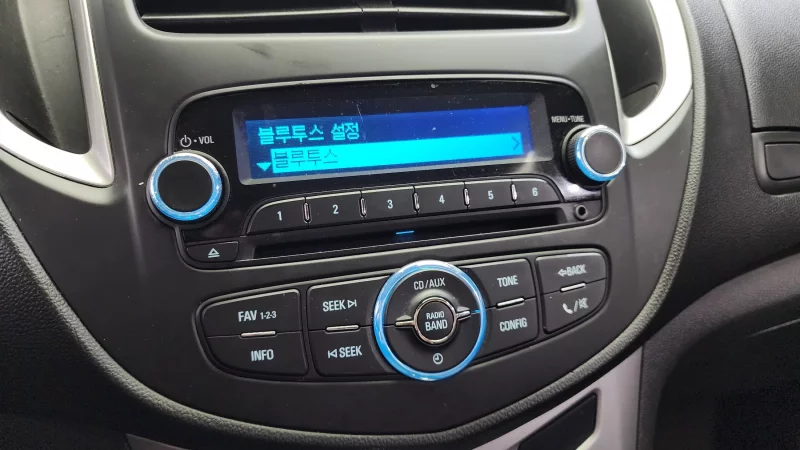 VOL
MENU-TUNE
블루투스 설정
블루투스
1 2 3 4 5 6
CD/AUX
FAV 1-2-3
SEEK
RADIO
BAND
TONE
BACK
INFO
SEEK
CONFIG